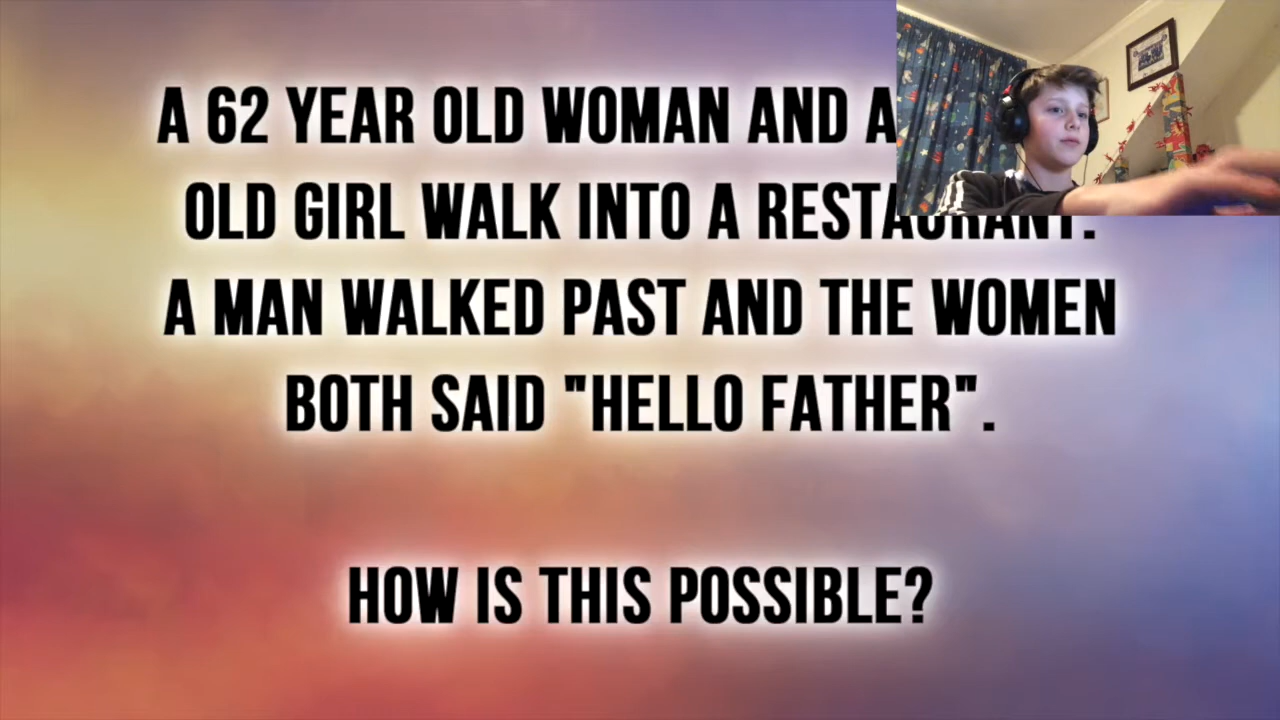 A 62 YEAR OLD WOMAN AND A
OLD GIRL WALK INTO A RESTAURANT.
A MAN WALKED PAST AND THE WOMEN
BOTH SAID "HELLO FATHER".
HOW IS THIS POSSIBLE?